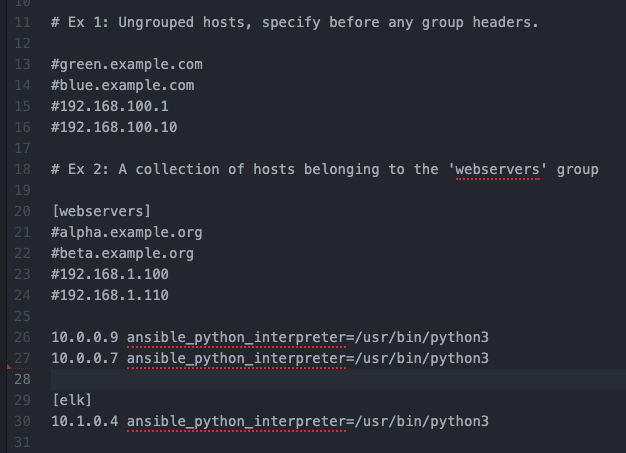 10
11 # Ex 1: Ungrouped hosts, specify before any group headers.
12
13 #green.example.com
14 #blue.example.com
15 #192.168.100.1
16 #192.168.100.10
17
18 # Ex 2: A collection of hosts belonging to the 'webservers' group
19
20 [webservers]
21 #alpha.example.org
22 #beta.example.org
23 #192.168.1.100
24 #192.168.1.110
25
26 10.0.0.9 ansible_python_interpreter=/usr/bin/python3
27 10.0.0.7 ansible_python_interpreter=/usr/bin/python3
28
29 [elk]
30 10.1.0.4 ansible_python_interpreter=/usr/bin/python3
31